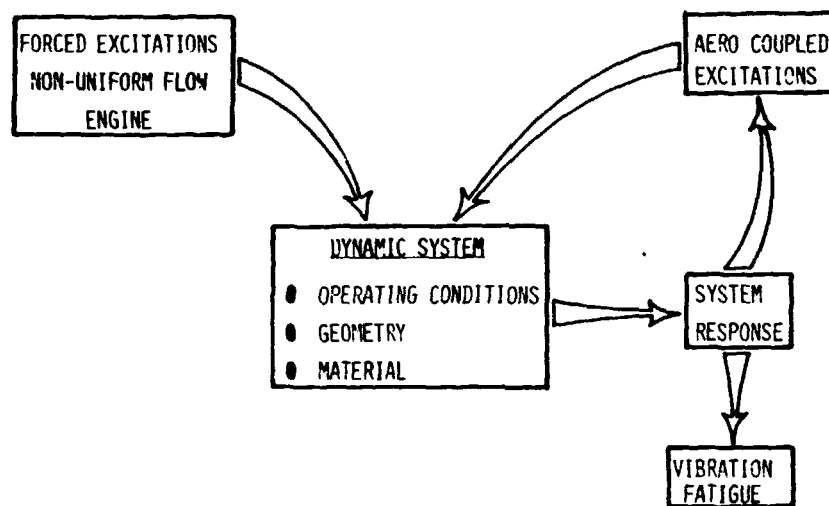 FORCED EXCITATIONS
NON-UNIFORM FLOW
ENGINE
AERO COUPLED
EXCITATIONS
DYNAMIC SYSTEM
● OPERATING CONDITIONS
● GEOMETRY
● MATERIAL
SYSTEM
RESPONSE
VIBRATION
FATIGUE